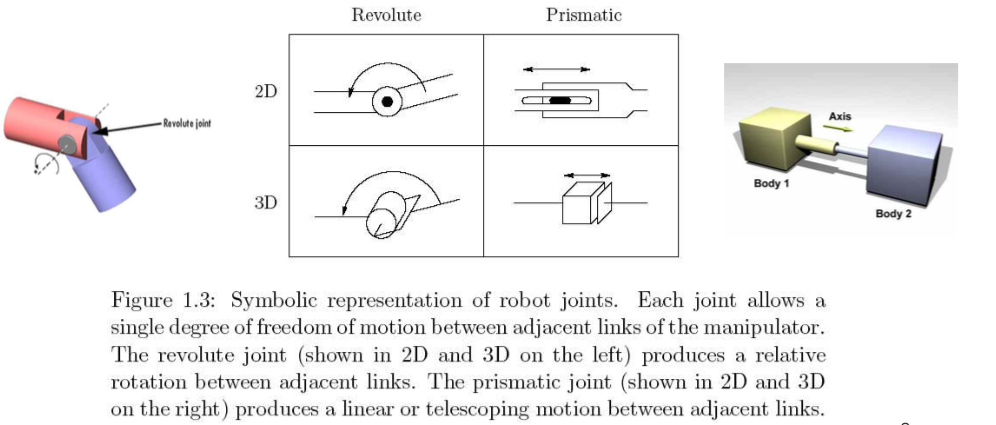 Revolute
Prismatic
2D
Revolute joint
Axis
Body 1
Body 2
3D
Figure 1.3: Symbolic representation of robot joints. Each joint allows a
single degree of freedom of motion between adjacent links of the manipulator.
The revolute joint (shown in 2D and 3D on the left) produces a relative
rotation between adjacent links. The prismatic joint (shown in 2D and 3D
on the right) produces a linear or telescoping motion between adjacent links.